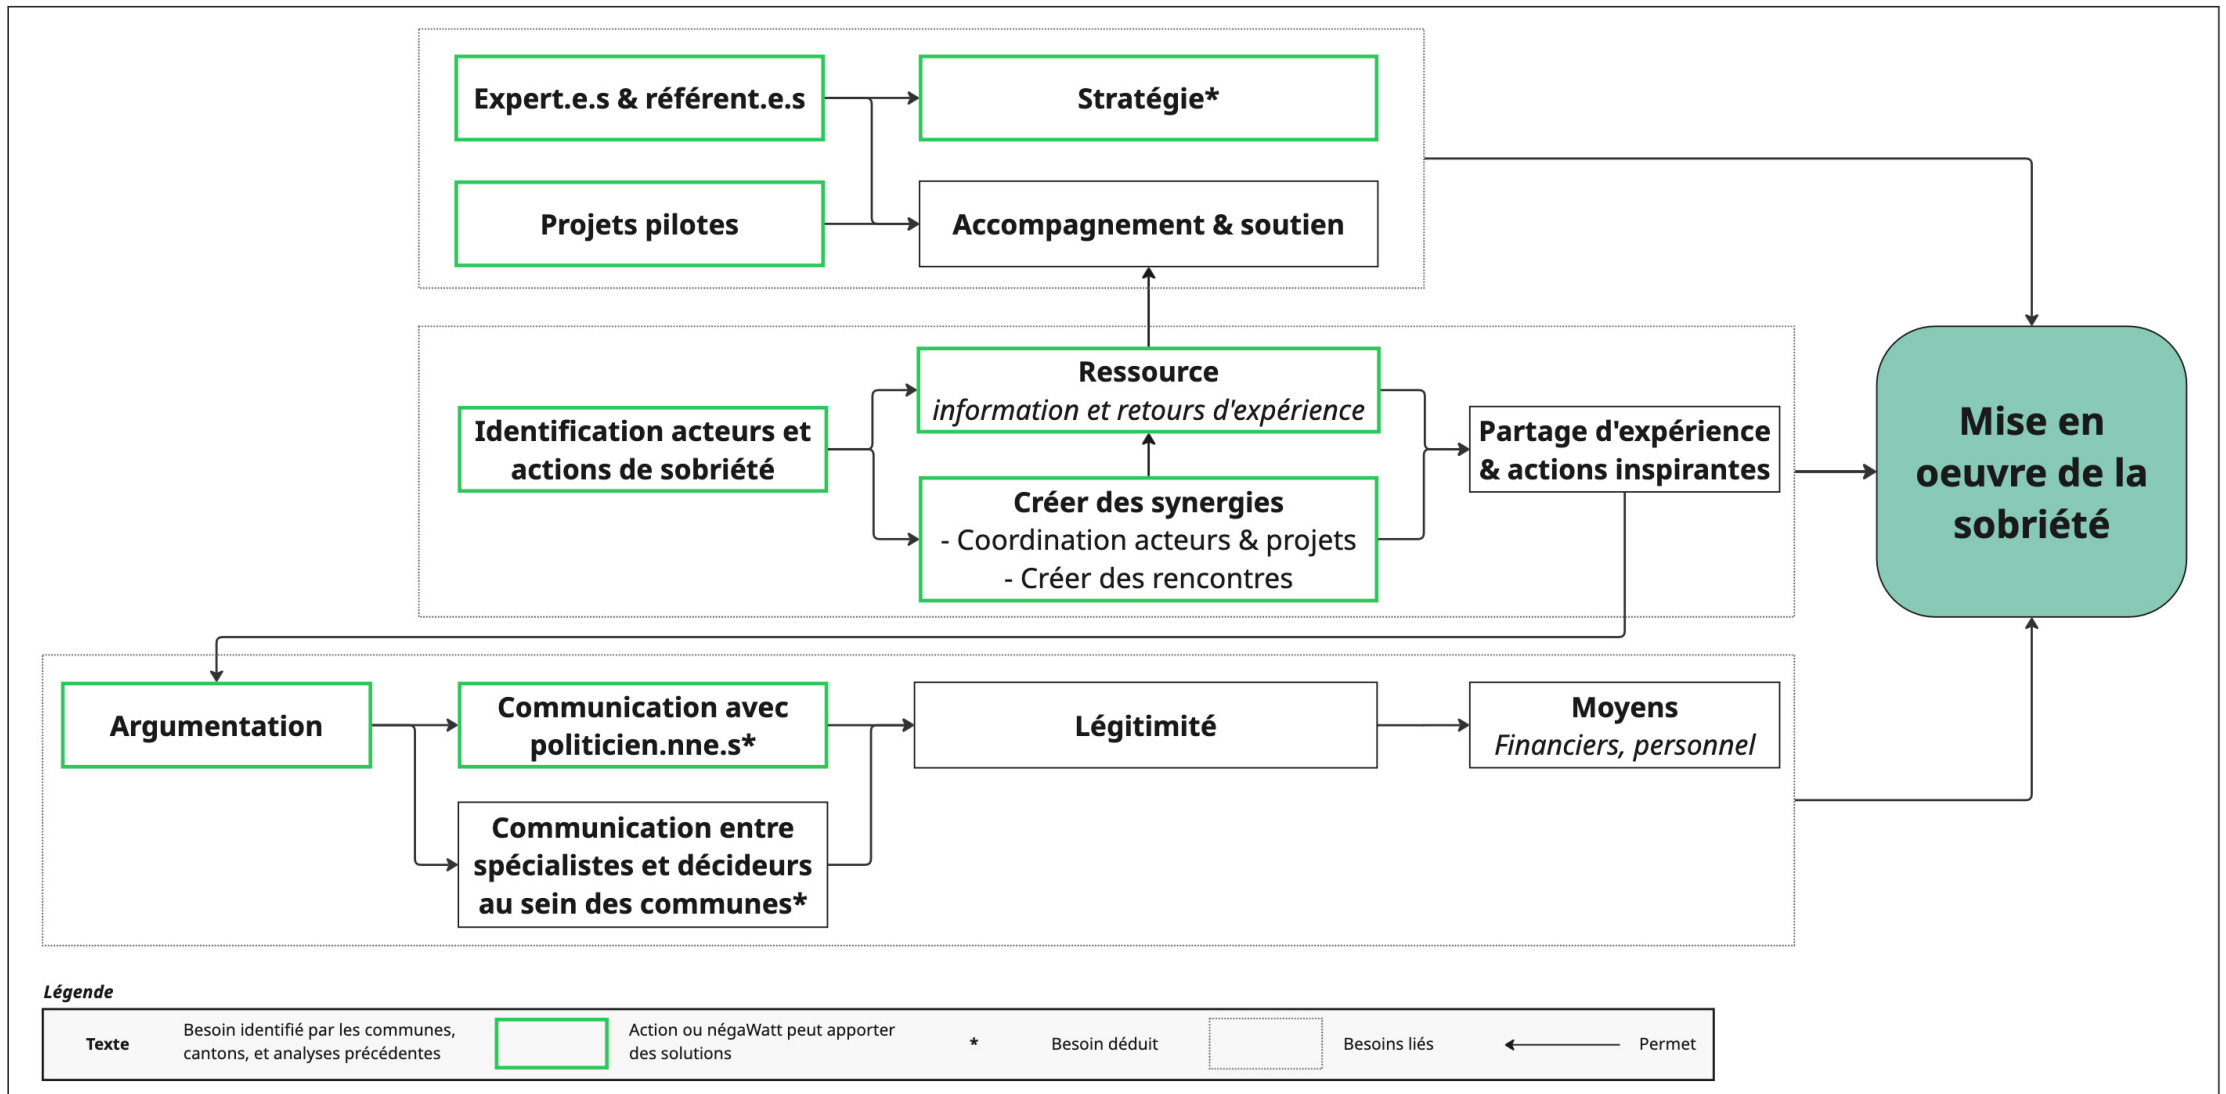 Expert.e.s & référent.e.s
Stratégie*
Projets pilotes
Accompagnement & soutien
Ressource
information et retours d'expérience
Identification acteurs et
actions de sobriété
Créer des synergies
- Coordination acteurs & projets
- Créer des rencontres
Partage d'expérience
& actions inspirantes
Mise en
oeuvre de la
sobriété
Argumentation
Communication avec
politicien.nne.s*
Légitimité
Moyens
Financiers, personnel
Communication entre
spécialistes et décideurs
au sein des communes*
Légende
Texte
Besoin identifié par les communes,
cantons, et analyses précédentes
Action ou négaWatt peut apporter
des solutions
*
Besoin déduit
Besoins liés
Permet